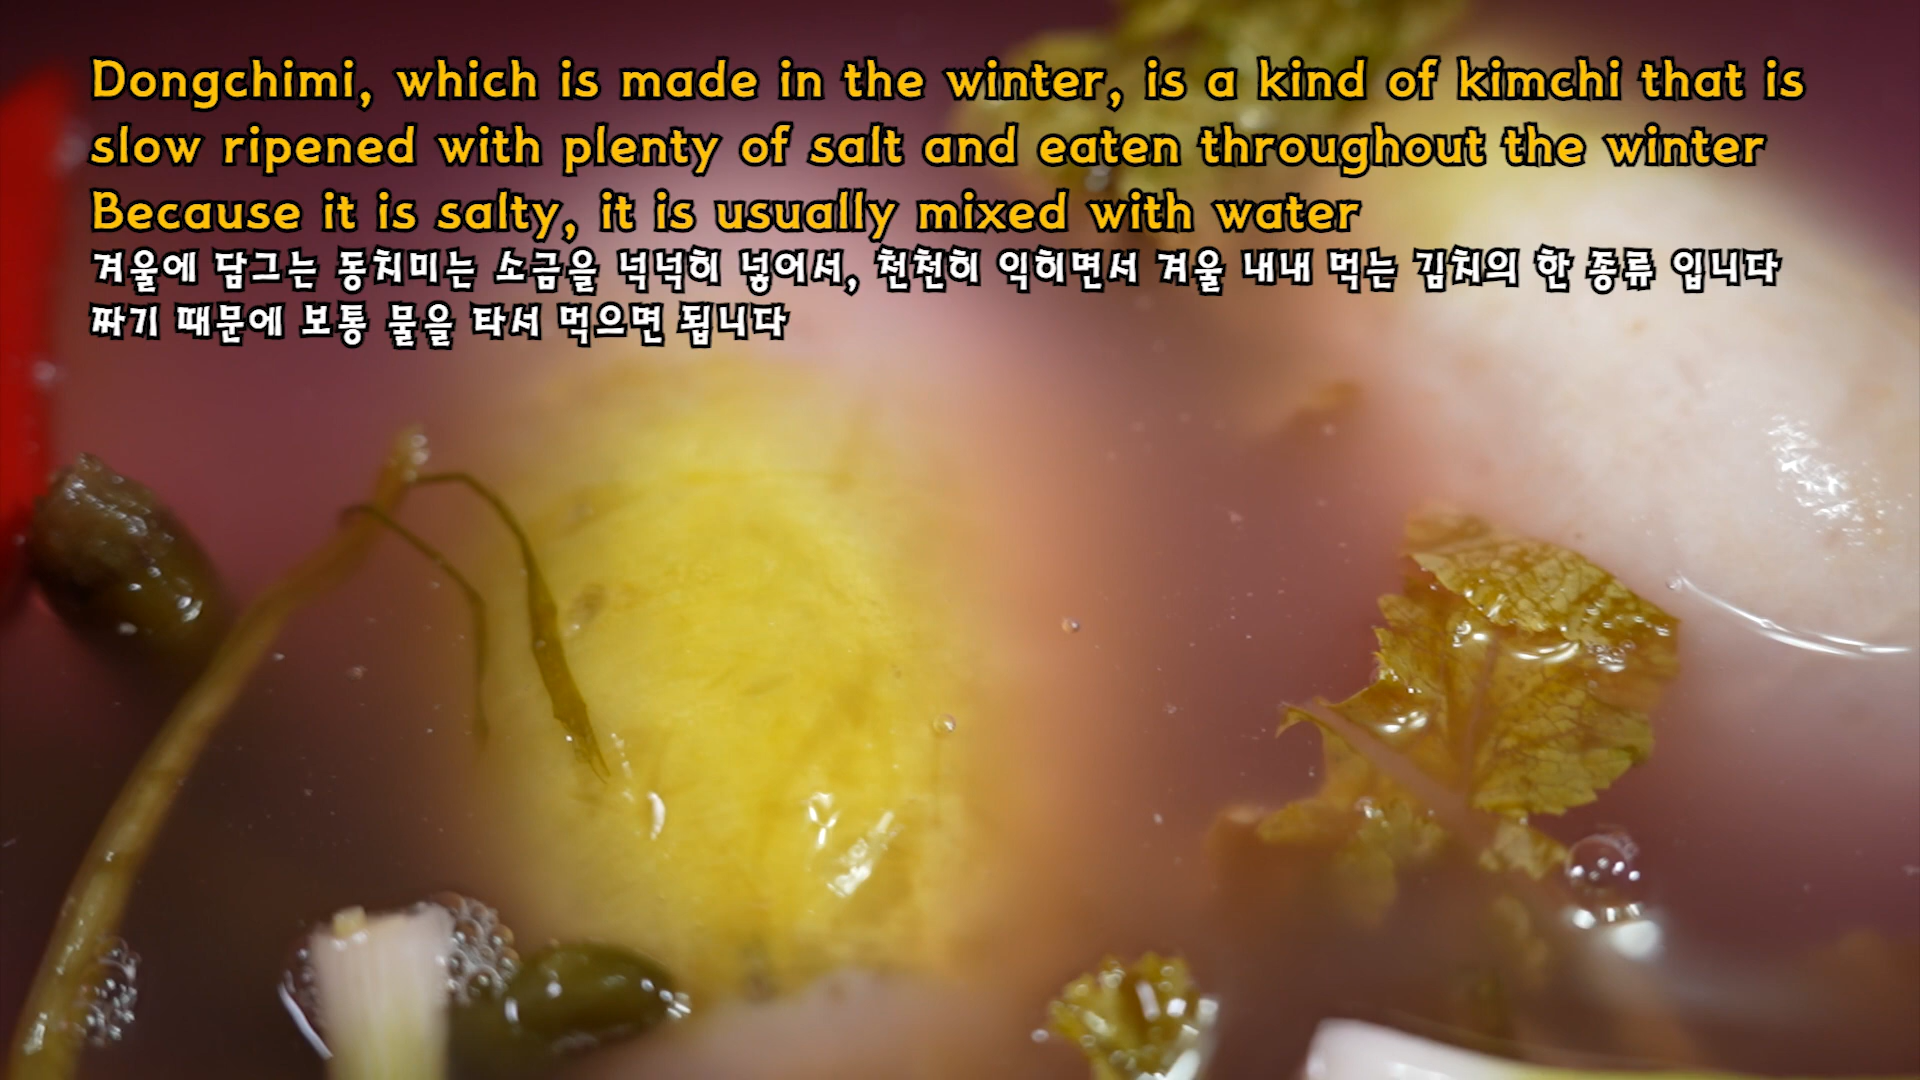 Dongchimi, which is made in the winter, is a kind of kimchi that is
slow ripened with plenty of salt and eaten throughout the winter
Because it is salty, it is usually mixed with water
겨울에 담그는 동치미는 소금을 넉넉히 넣어서, 천천히 익히면서 겨울 내내 먹는 김치의 한 종류 입니다
짜기 때문에 보통 물을 타서 먹으면 됩니다